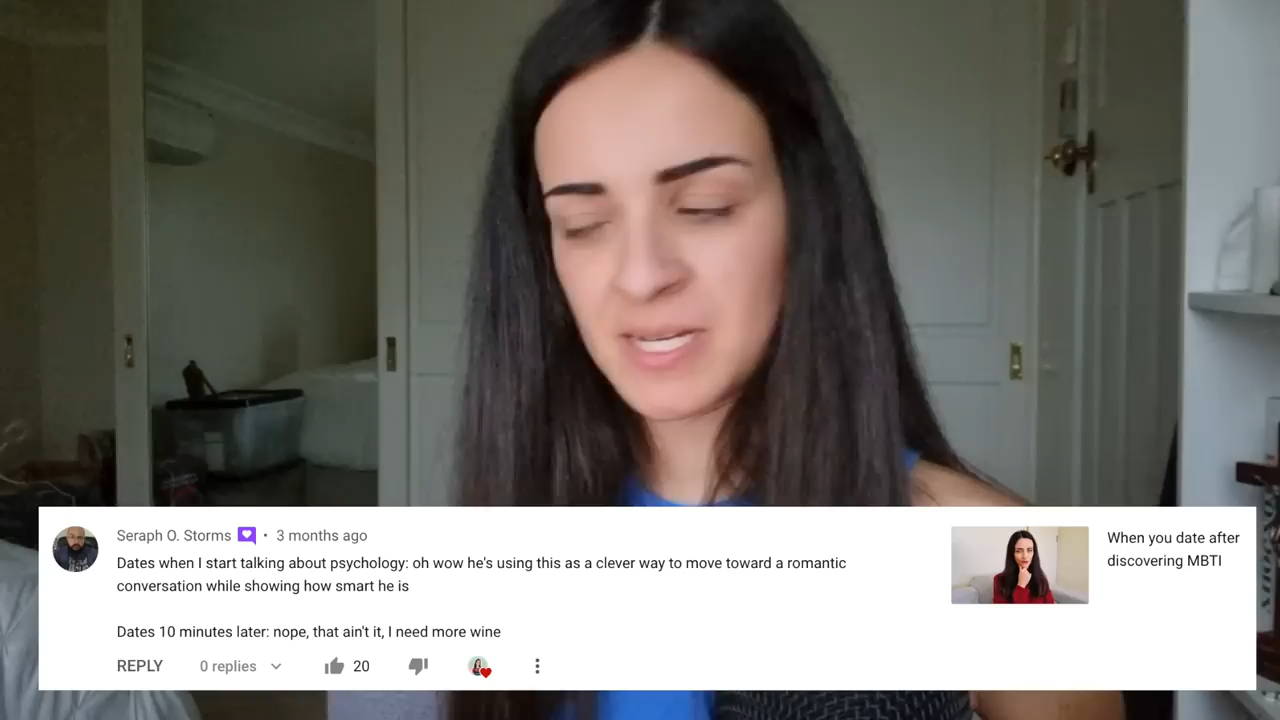 Seraph O. Storms · 3 months ago
Dates when I start talking about psychology: oh wow he's using this as a clever way to move toward a romantic
conversation while showing how smart he is
Dates 10 minutes later: nope, that ain't it, I need more wine
REPLY 0 replies 20
When you date after
discovering MBTI